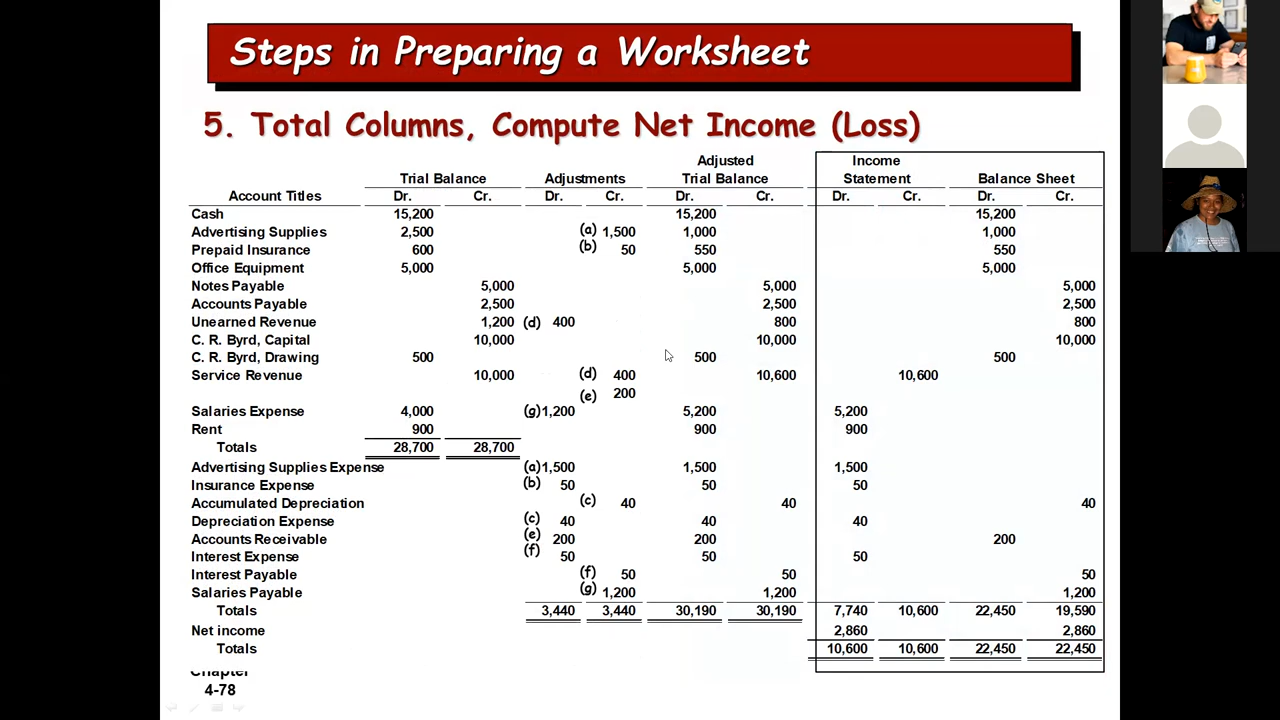 Steps in Preparing a Worksheet
5. Total Columns, Compute Net Income (Loss)
Adjusted Income
Trial Balance Adjustments Trial Balance Statement Balance Sheet
Account Titles Dr. Cr. Dr. Cr. Dr. Cr. Dr. Cr. Dr. Cr.
Cash 15,200 15,200 15,200
Advertising Supplies 2,500 (a) 1,500 1,000 1,000
Prepaid Insurance 600 (b) 50 550 550
Office Equipment 5,000 5,000 5,000
Notes Payable 5,000 5,000 5,000
Accounts Payable 2,500 2,500 2,500
Unearned Revenue 1,200 (d) 400 800 800
C. R. Byrd, Capital 10,000 10,000 10,000
C. R. Byrd, Drawing 500 500 500
Service Revenue 10,000 (d) 400 10,600 10,600
(e) 200
Salaries Expense 4,000 (g) 1,200 5,200 5,200
Rent 900 900 900
Totals 28,700 28,700
Advertising Supplies Expense (a) 1,500 1,500 1,500
Insurance Expense (b) 50 50 50
Accumulated Depreciation (c) 40 40 40
Depreciation Expense (c) 40 40 40
Accounts Receivable (e) 200 200 200
Interest Expense (f) 50 50 50
Interest Payable (f) 50 50 50
Salaries Payable (g) 1,200 1,200 1,200
Totals 3,440 3,440 30,190 30,190 7,740 10,600 22,450 19,590
Net income 2,860 2,860
Totals 10,600 10,600 22,450 22,450
Chapter
4-78